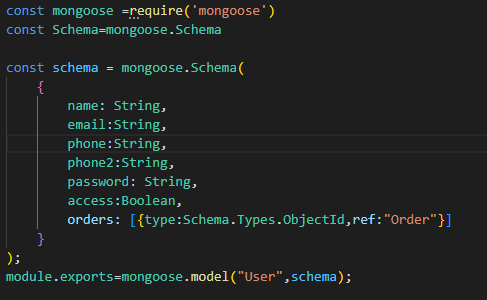 const mongoose =require('mongoose')
const Schema=mongoose.Schema
const schema = mongoose.Schema(
{
name: String,
email:String,
phone:String,
phone2:String,
password: String,
access:Boolean,
orders: [{type:Schema.Types.ObjectId,ref:"Order"}]
}
);
module.exports=mongoose.model("User",schema);